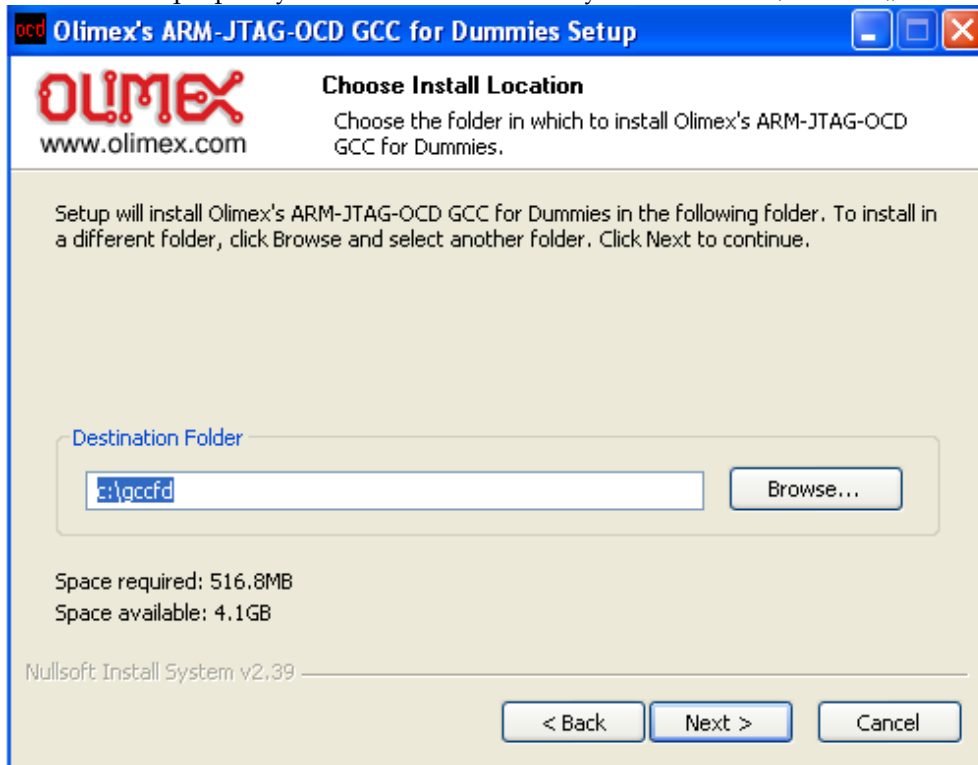 ocd Olimex's ARM-JTAG-OCD GCC for Dummies Setup
OLIMEX
www.olimex.com
Choose Install Location
Choose the folder in which to install Olimex's ARM-JTAG-OCD
GCC for Dummies.
Setup will install Olimex's ARM-JTAG-OCD GCC for Dummies in the following folder. To install in
a different folder, click Browse and select another folder. Click Next to continue.
Destination Folder
c:\gccfd
Browse...
Space required: 516.8MB
Space available: 4.1GB
Nullsoft Install System v2.39
< Back Next > Cancel